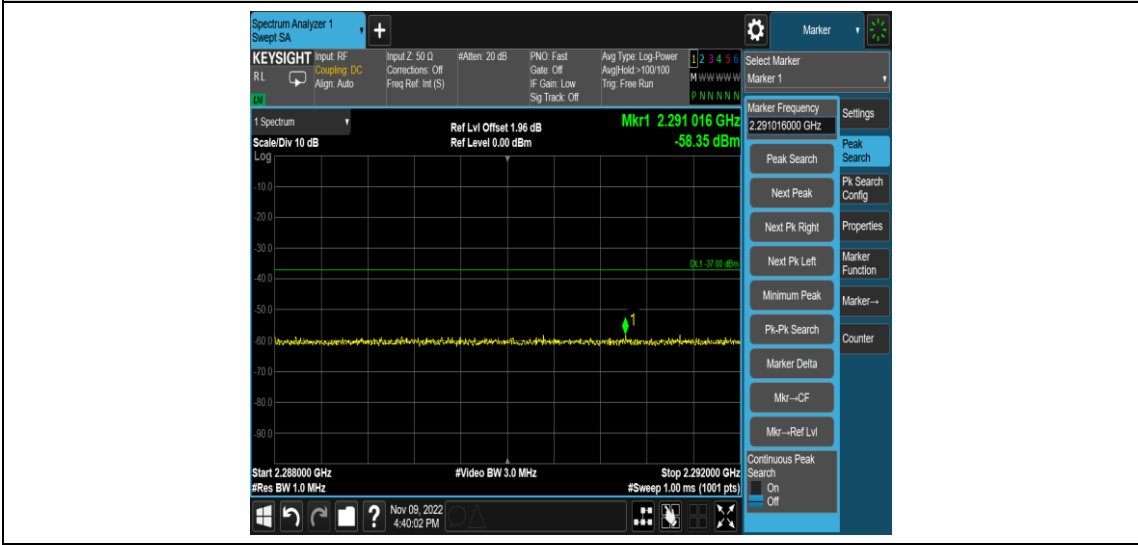 Spectrum Analyzer 1
Swept SA
+
Marker
KEYSIGHT
RL
LXI
Input: RF
Coupling: DC
Align: Auto
Input Z: 50 Ω
Corrections: Off
Freq Ref: Int (S)
#Atten: 20 dB
PNO: Fast
Gate: Off
IF Gain: Low
Sig Track: Off
Avg Type: Log-Power
Avg|Hold:>100/100
Trig: Free Run
1 2 3 4 5 6
M W W W W W
P N N N N N
Select Marker
Marker 1
1 Spectrum
Scale/Div 10 dB
Log
Ref Lvl Offset 1.96 dB
Ref Level 0.00 dBm
Mkr1 2.291 016 GHz
-58.35 dBm
-10.0
-20.0
-30.0
DL1 -37.00 dBm
-40.0
-50.0
1
-60.0
-70.0
-80.0
-90.0
Start 2.288000 GHz
#Res BW 1.0 MHz
#Video BW 3.0 MHz
Stop 2.292000 GHz
#Sweep 1.00 ms (1001 pts)
Marker Frequency
2.291016000 GHz
Peak Search
Next Peak
Next Pk Right
Next Pk Left
Minimum Peak
Pk-Pk Search
Marker Delta
Mkr→CF
Mkr→Ref Lvl
Continuous Peak
Search
On
Off
Settings
Peak
Search
Pk Search
Config
Properties
Marker
Function
Marker→
Counter
?
Nov 09, 2022
4:40:02 PM